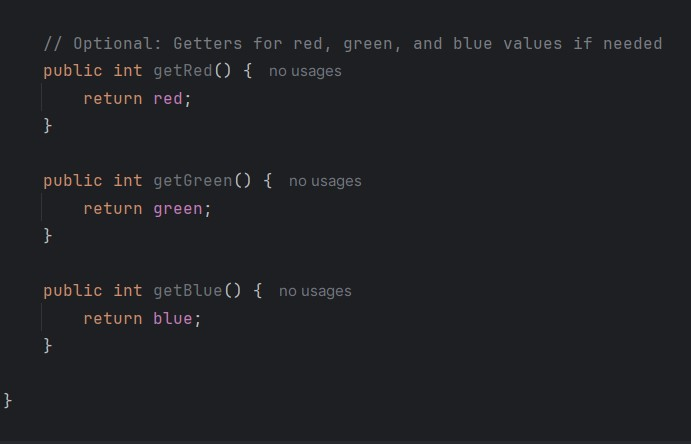 // Optional: Getters for red, green, and blue values if needed
public int getRed() { no usages
return red;
}
public int getGreen() { no usages
return green;
}
public int getBlue() { no usages
return blue;
}
}